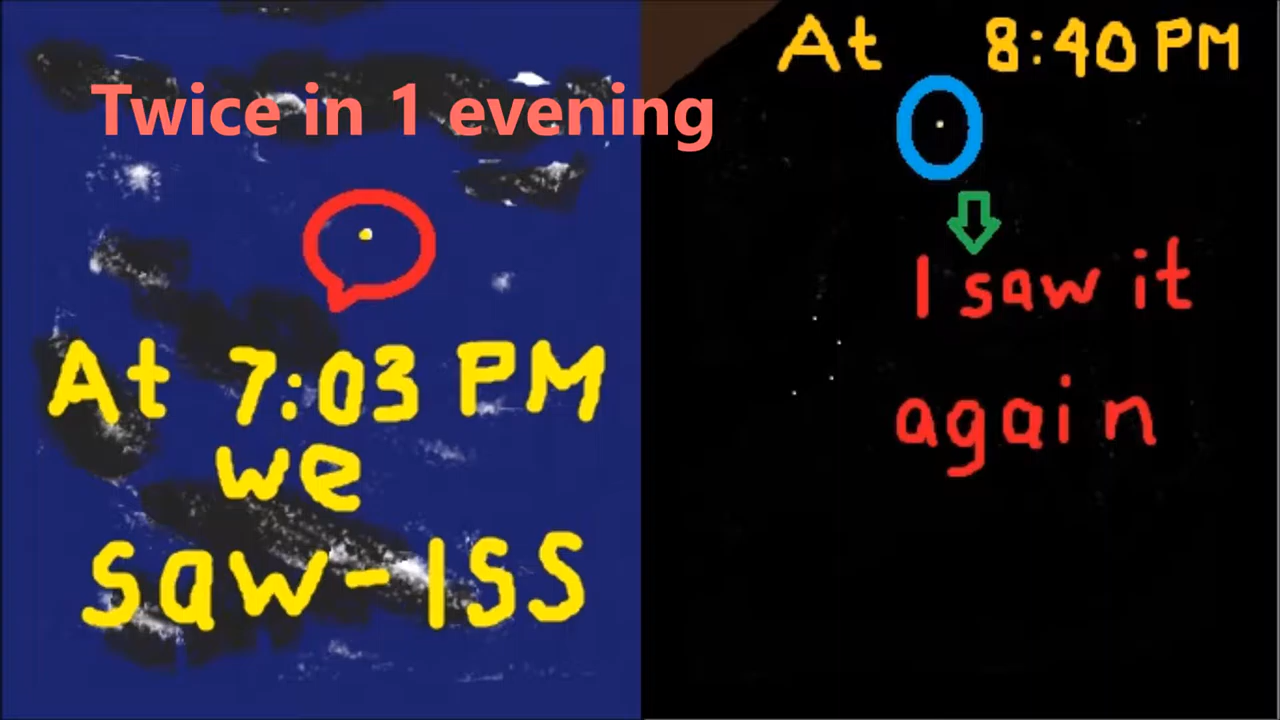 Twice in 1 evening
At 7:03 PM
we
saw-ISS
At 8:40 PM
I saw it
again